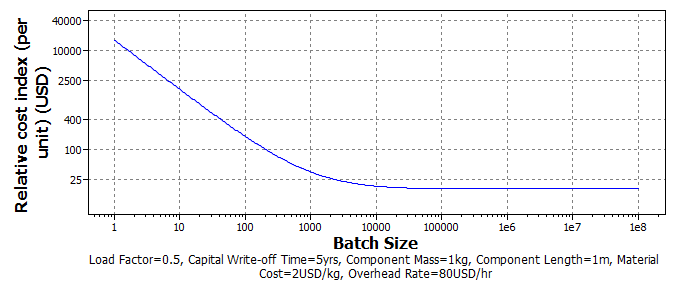 Relative cost index (per
unit) (USD)
40000
10000
2500
400
100
25
1 10 100 1000 10000 100000 1e6 1e7 1e8
Batch Size
Load Factor=0.5, Capital Write-off Time=5yrs, Component Mass=1kg, Component Length=1m, Material
Cost=2USD/kg, Overhead Rate=80USD/hr